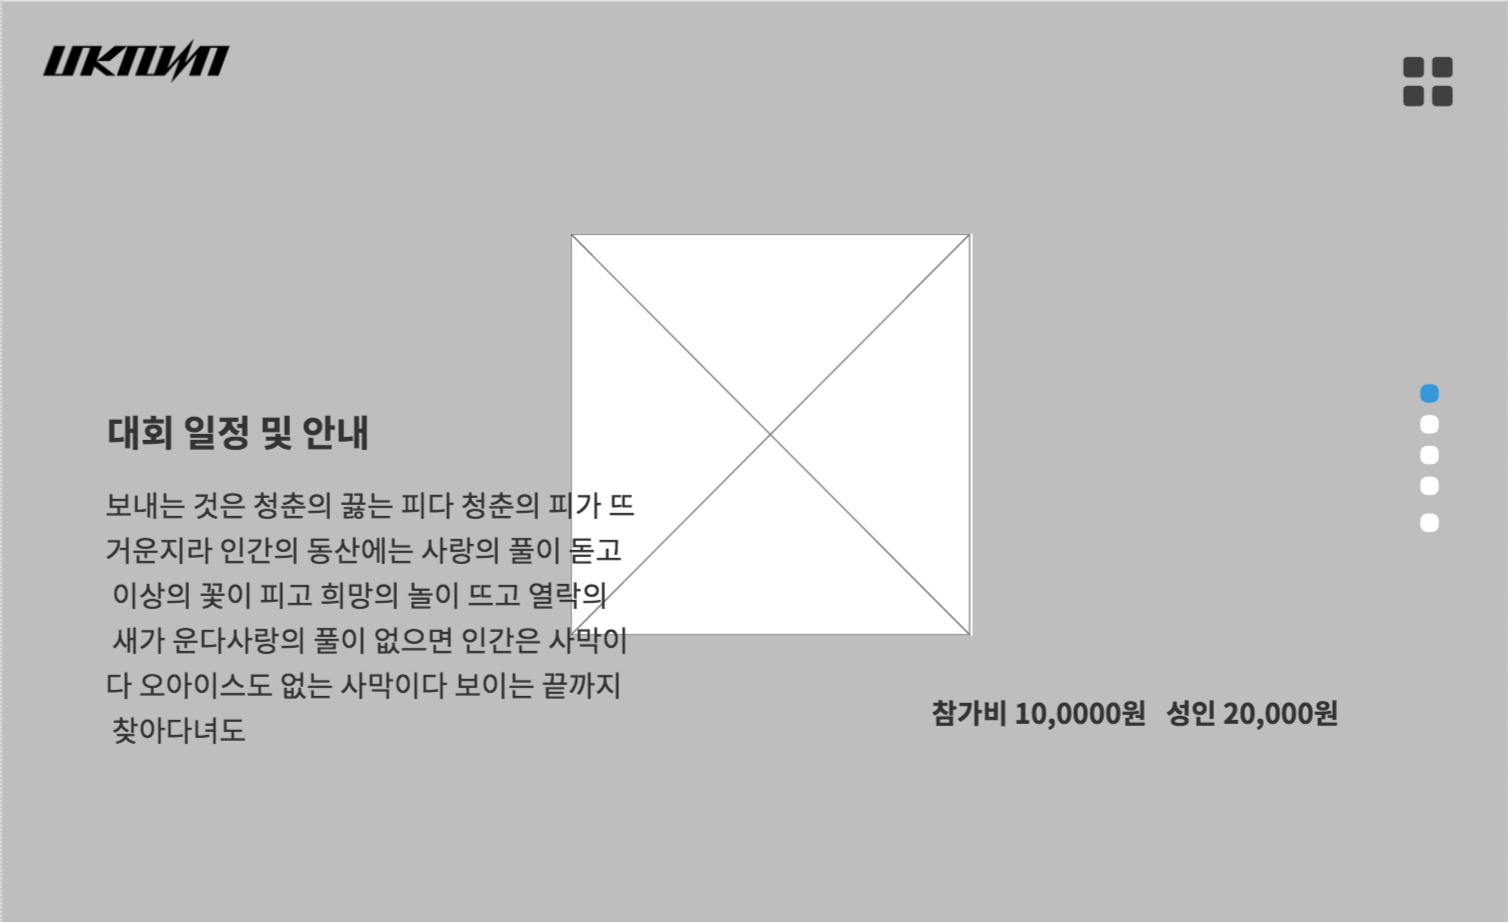 UKNOWN
대회 일정 및 안내
보내는 것은 청춘의 끓는 피다 청춘의 피가 뜨
거운지라 인간의 동산에는 사랑의 풀이 돋고
이상의 꽃이 피고 희망의 놀이 뜨고 열락의
새가 운다사랑의 풀이 없으면 인간은 사막이
다 오아이스도 없는 사막이다 보이는 끝까지
찾아다녀도
참가비 10,0000원 성인 20,000원